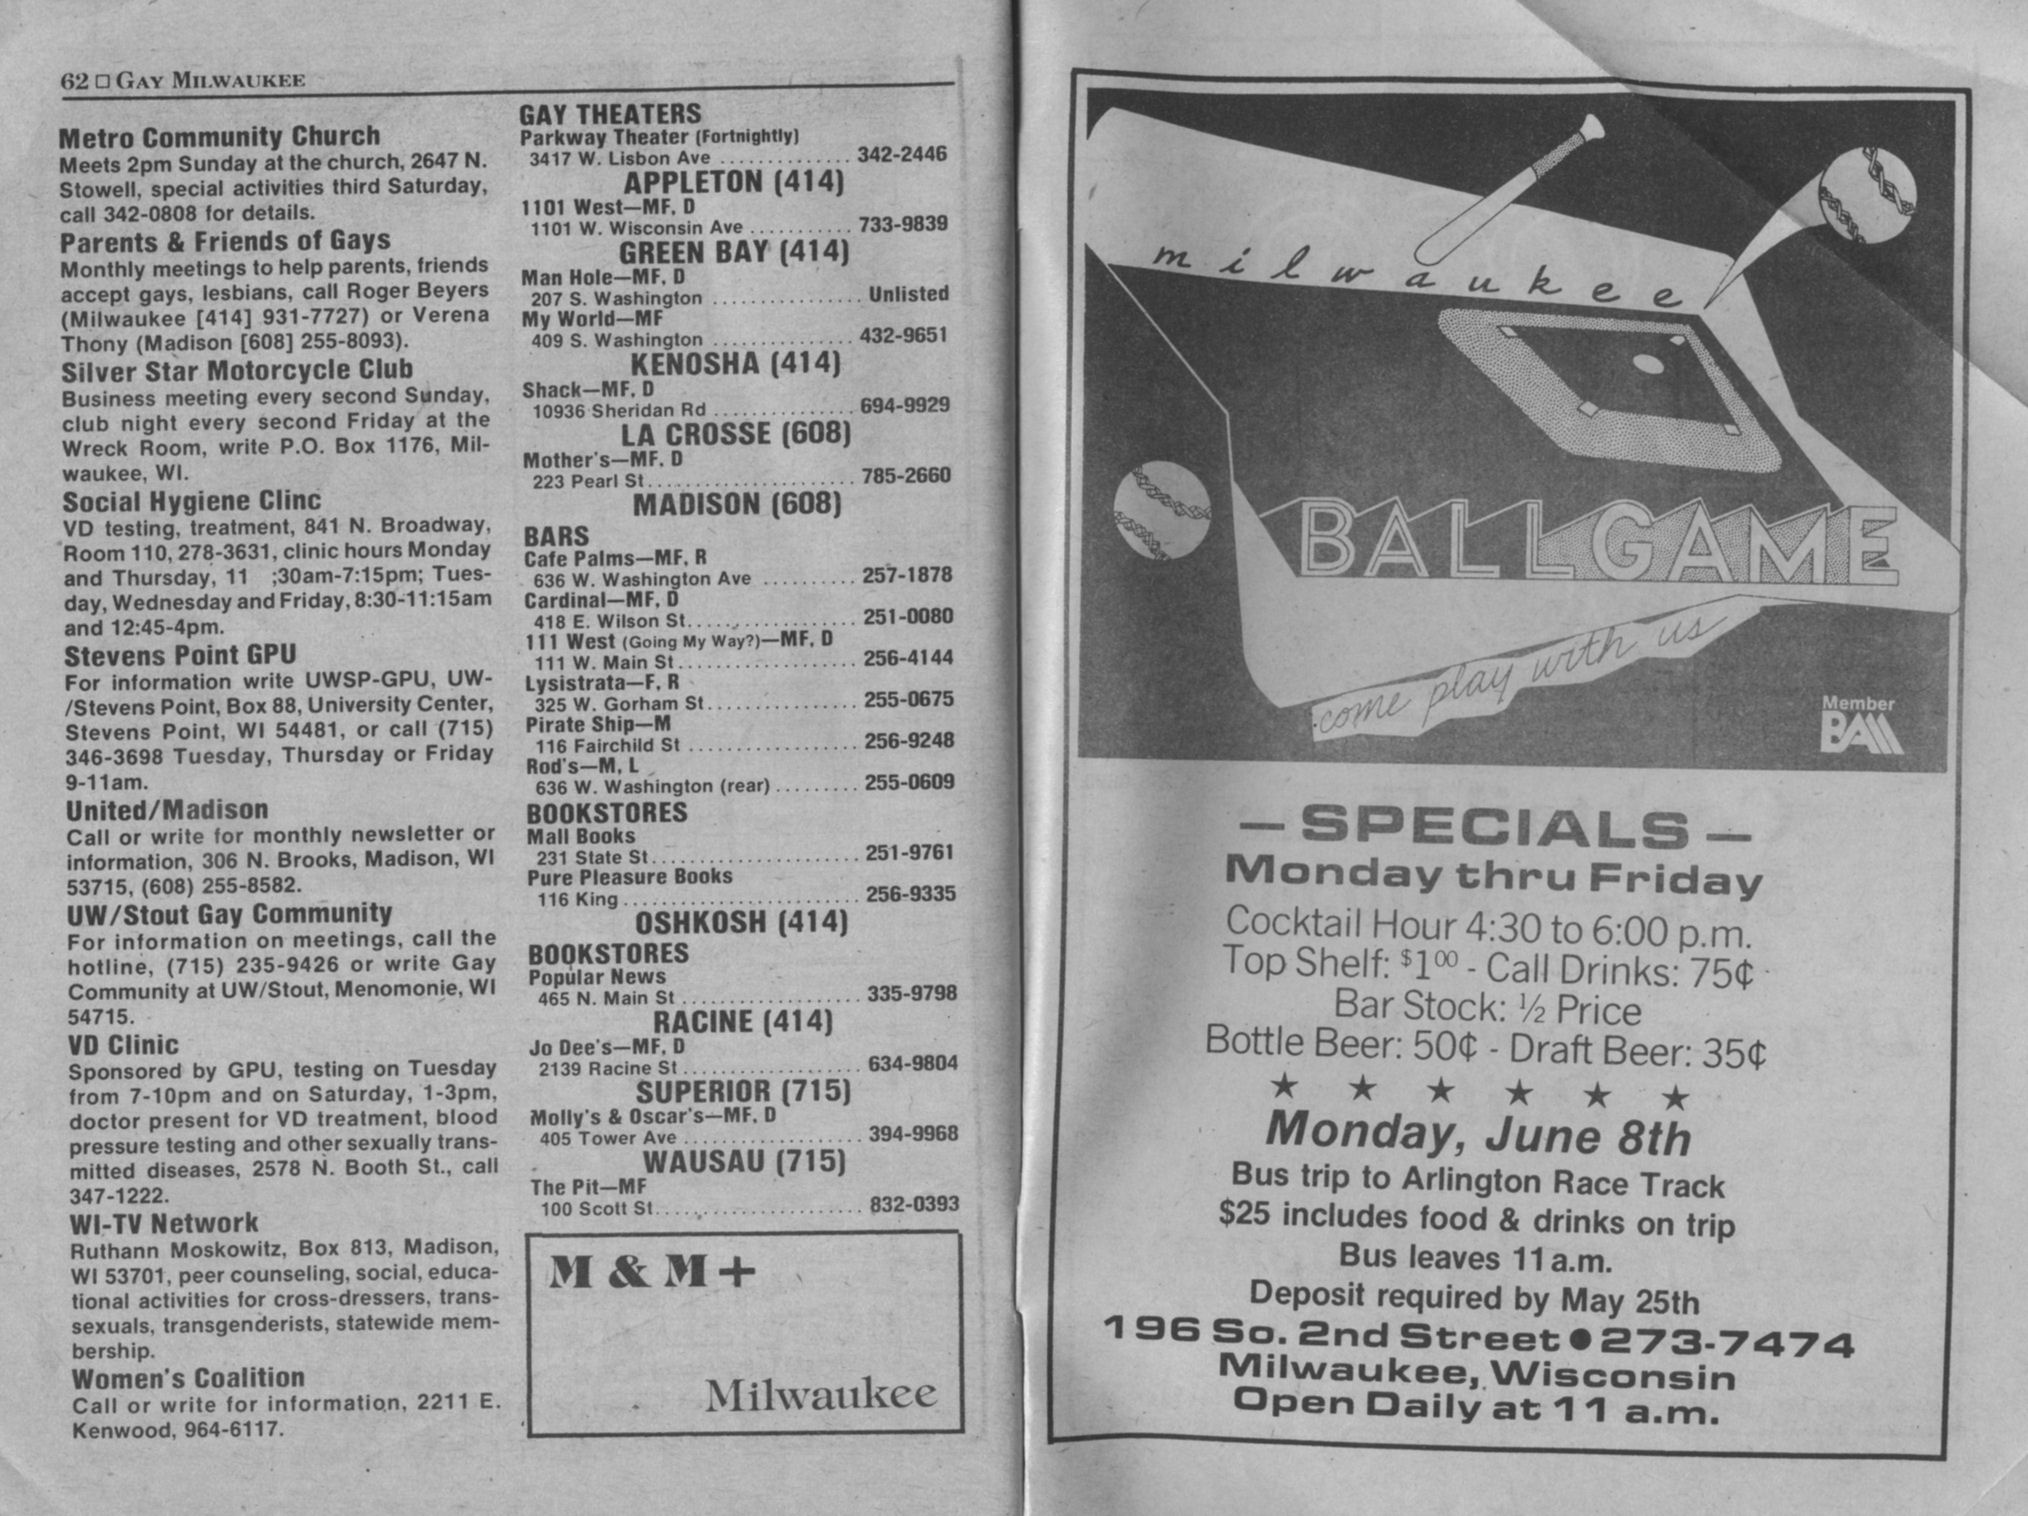 62 □ GAY MILWAUKEE
Metro Community Church
Meets 2pm Sunday at the church, 2647 N.
Stowell, special activities third Saturday,
call 342-0808 for details.
Parents & Friends of Gays
Monthly meetings to help parents, friends
accept gays, lesbians, call Roger Beyers
(Milwaukee [414] 931-7727) or Verena
Thony (Madison [608] 255-8093).
Silver Star Motorcycle Club
Business meeting every second Sunday,
club night every second Friday at the
Wreck Room, write P.O. Box 1176, Mil-
waukee, WI.
Social Hygiene Clinc
VD testing, treatment, 841 N. Broadway,
Room 110, 278-3631, clinic hours Monday
and Thursday, 11 ;30am-7:15pm; Tues-
day, Wednesday and Friday, 8:30-11:15am
and 12:45-4pm.
Stevens Point GPU
For information write UWSP-GPU, UW-
/Stevens Point, Box 88, University Center,
Stevens Point, WI 54481, or call (715)
346-3698 Tuesday, Thursday or Friday
9-11am.
United/Madison
Call or write for monthly newsletter or
information, 306 N. Brooks, Madison, WI
53715, (608) 255-8582.
UW/Stout Gay Community
For information on meetings, call the
hotline, (715) 235-9426 or write Gay
Community at UW/Stout, Menomonie, WI
54715.
VD Clinic
Sponsored by GPU, testing on Tuesday
from 7-10pm and on Saturday, 1-3pm,
doctor present for VD treatment, blood
pressure testing and other sexually trans-
mitted diseases, 2578 N. Booth St., call
347-1222.
WI-TV Network
Ruthann Moskowitz, Box 813, Madison,
WI 53701, peer counseling, social, educa-
tional activities for cross-dressers, trans-
sexuals, transgenderists, statewide mem-
bership.
Women's Coalition
Call or write for information, 2211 E.
Kenwood, 964-6117.
GAY THEATERS
Parkway Theater (Fortnightly)
3417 W. Lisbon Ave .............. 342-2446
APPLETON (414)
1101 West—MF, D
1101 W. Wisconsin Ave ........... 733-9839
GREEN BAY (414)
Man Hole—MF, D
207 S. Washington ................ Unlisted
My World—MF
409 S. Washington ............... 432-9651
KENOSHA (414)
Shack—MF, D
10936 Sheridan Rd ............... 694-9929
LA CROSSE (608)
Mother's—MF, D
223 Pearl St...................... 785-2660
MADISON (608)
BARS
Cafe Palms—MF, R
636 W. Washington Ave .......... 257-1878
Cardinal—MF, D
418 E. Wilson St.................. 251-0080
111 West (Going My Way?)—MF, D
111 W. Main St................... 256-4144
Lysistrata—F, R
325 W. Gorham St................ 255-0675
Pirate Ship—M
116 Fairchild St .................. 256-9248
Rod's—M, L
636 W. Washington (rear) ......... 255-0609
BOOKSTORES
Mall Books
231 State St...................... 251-9761
Pure Pleasure Books
116 King ......................... 256-9335
OSHKOSH (414)
BOOKSTORES
Popular News
465 N. Main St ................... 335-9798
RACINE (414)
Jo Dee's—MF, D
2139 Racine St ................... 634-9804
SUPERIOR (715)
Molly's & Oscar's—MF, D
405 Tower Ave ................... 394-9968
WAUSAU (715)
The Pit—MF
100 Scott St...................... 832-0393
M & M +
Milwaukee
milwaukee
BALLGAME
come play with us
Member
BAM
— SPECIALS —
Monday thru Friday
Cocktail Hour 4:30 to 6:00 p.m.
Top Shelf: $1⁰⁰ - Call Drinks: 75¢
Bar Stock: ½ Price
Bottle Beer: 50¢ - Draft Beer: 35¢
★ ★ ★ ★ ★ ★
Monday, June 8th
Bus trip to Arlington Race Track
$25 includes food & drinks on trip
Bus leaves 11 a.m.
Deposit required by May 25th
196 So. 2nd Street ● 273-7474
Milwaukee, Wisconsin
Open Daily at 11 a.m.